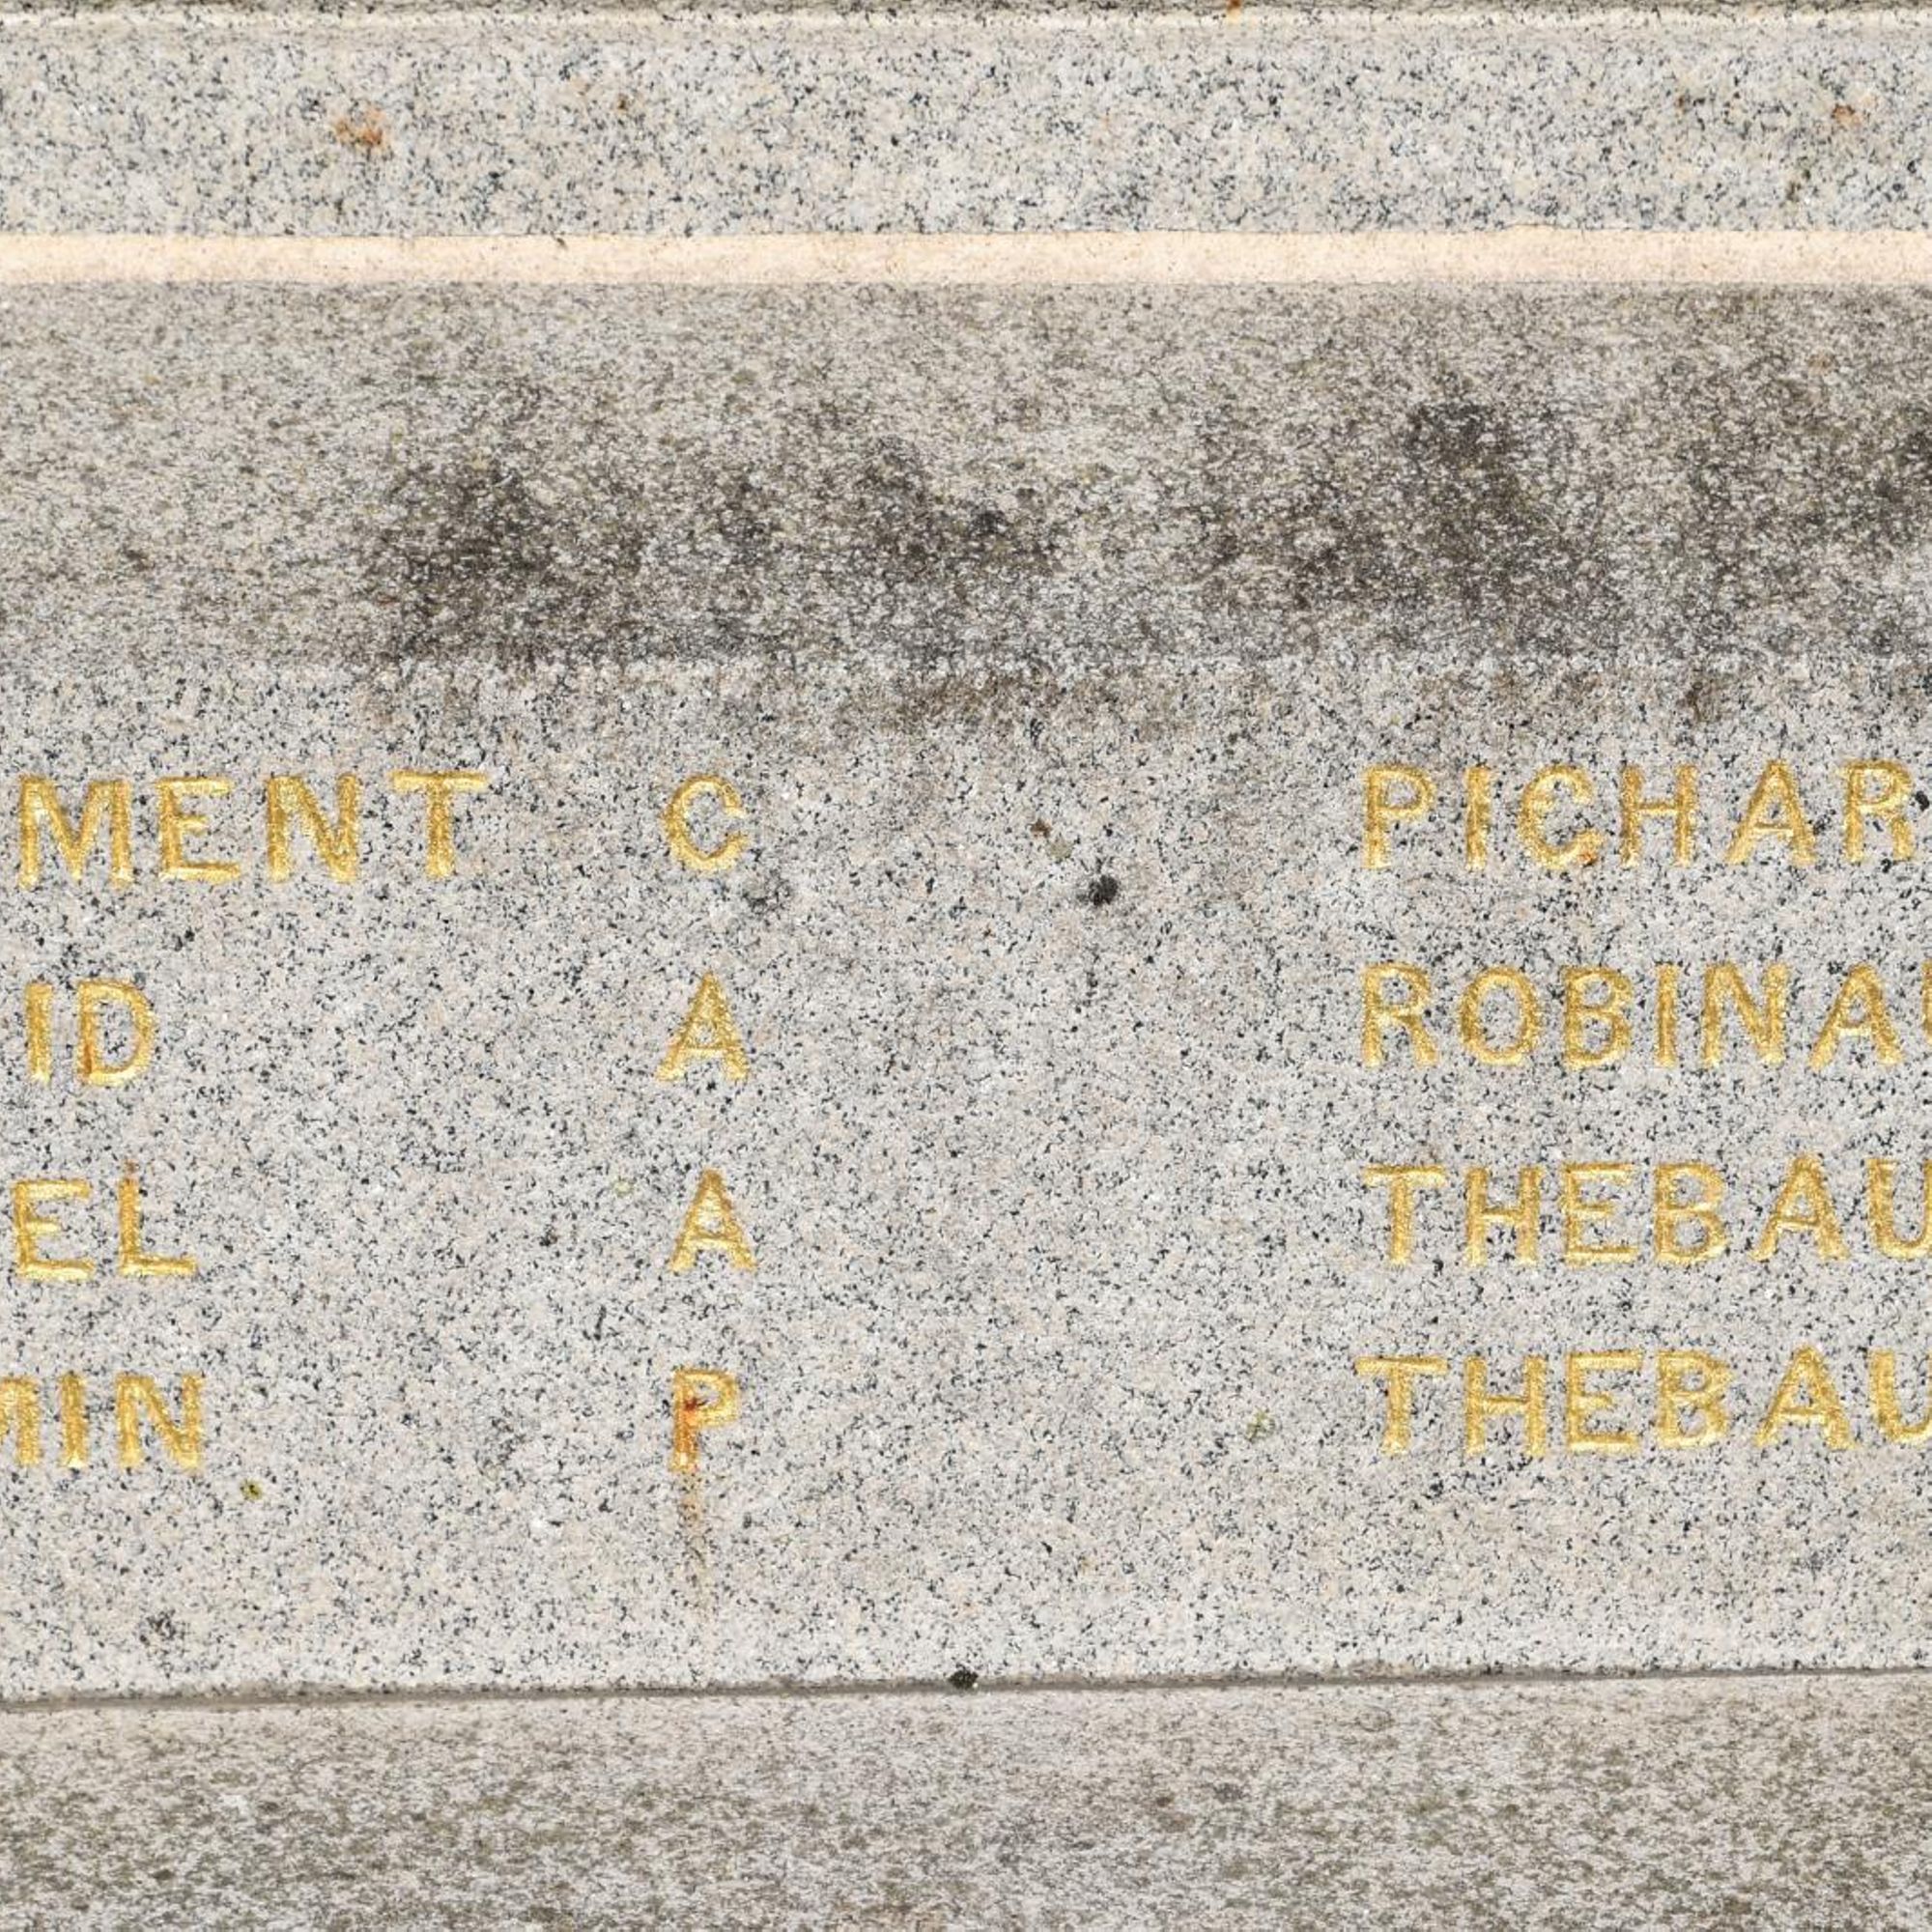 MENT C PICHAR
ID A ROBINA
EL A THEBAU
MIN P THEBAU